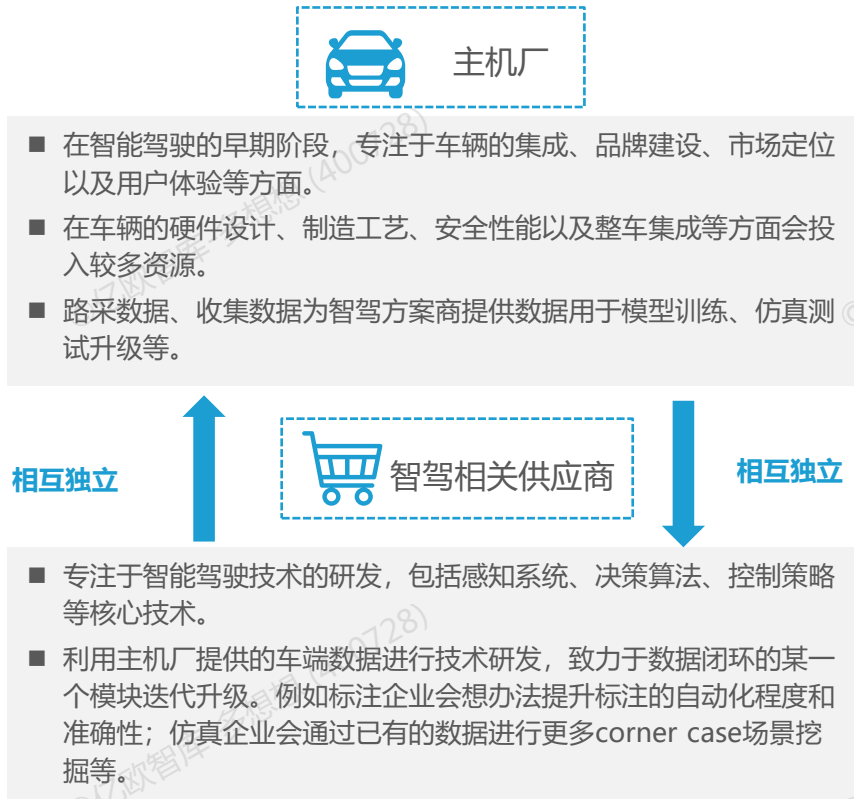 主机厂
■ 在智能驾驶的早期阶段，专注于车辆的集成、品牌建设、市场定位
以及用户体验等方面。
■ 在车辆的硬件设计、制造工艺、安全性能以及整车集成等方面会投
入较多资源。
■ 路采数据、收集数据为智驾方案商提供数据用于模型训练、仿真测
试升级等。
相互独立
智驾相关供应商
相互独立
■ 专注于智能驾驶技术的研发，包括感知系统、决策算法、控制策略
等核心技术。
■ 利用主机厂提供的车端数据进行技术研发，致力于数据闭环的某一
个模块迭代升级。例如标注企业会想办法提升标注的自动化程度和
准确性；仿真企业会通过已有的数据进行更多corner case场景挖
掘等。